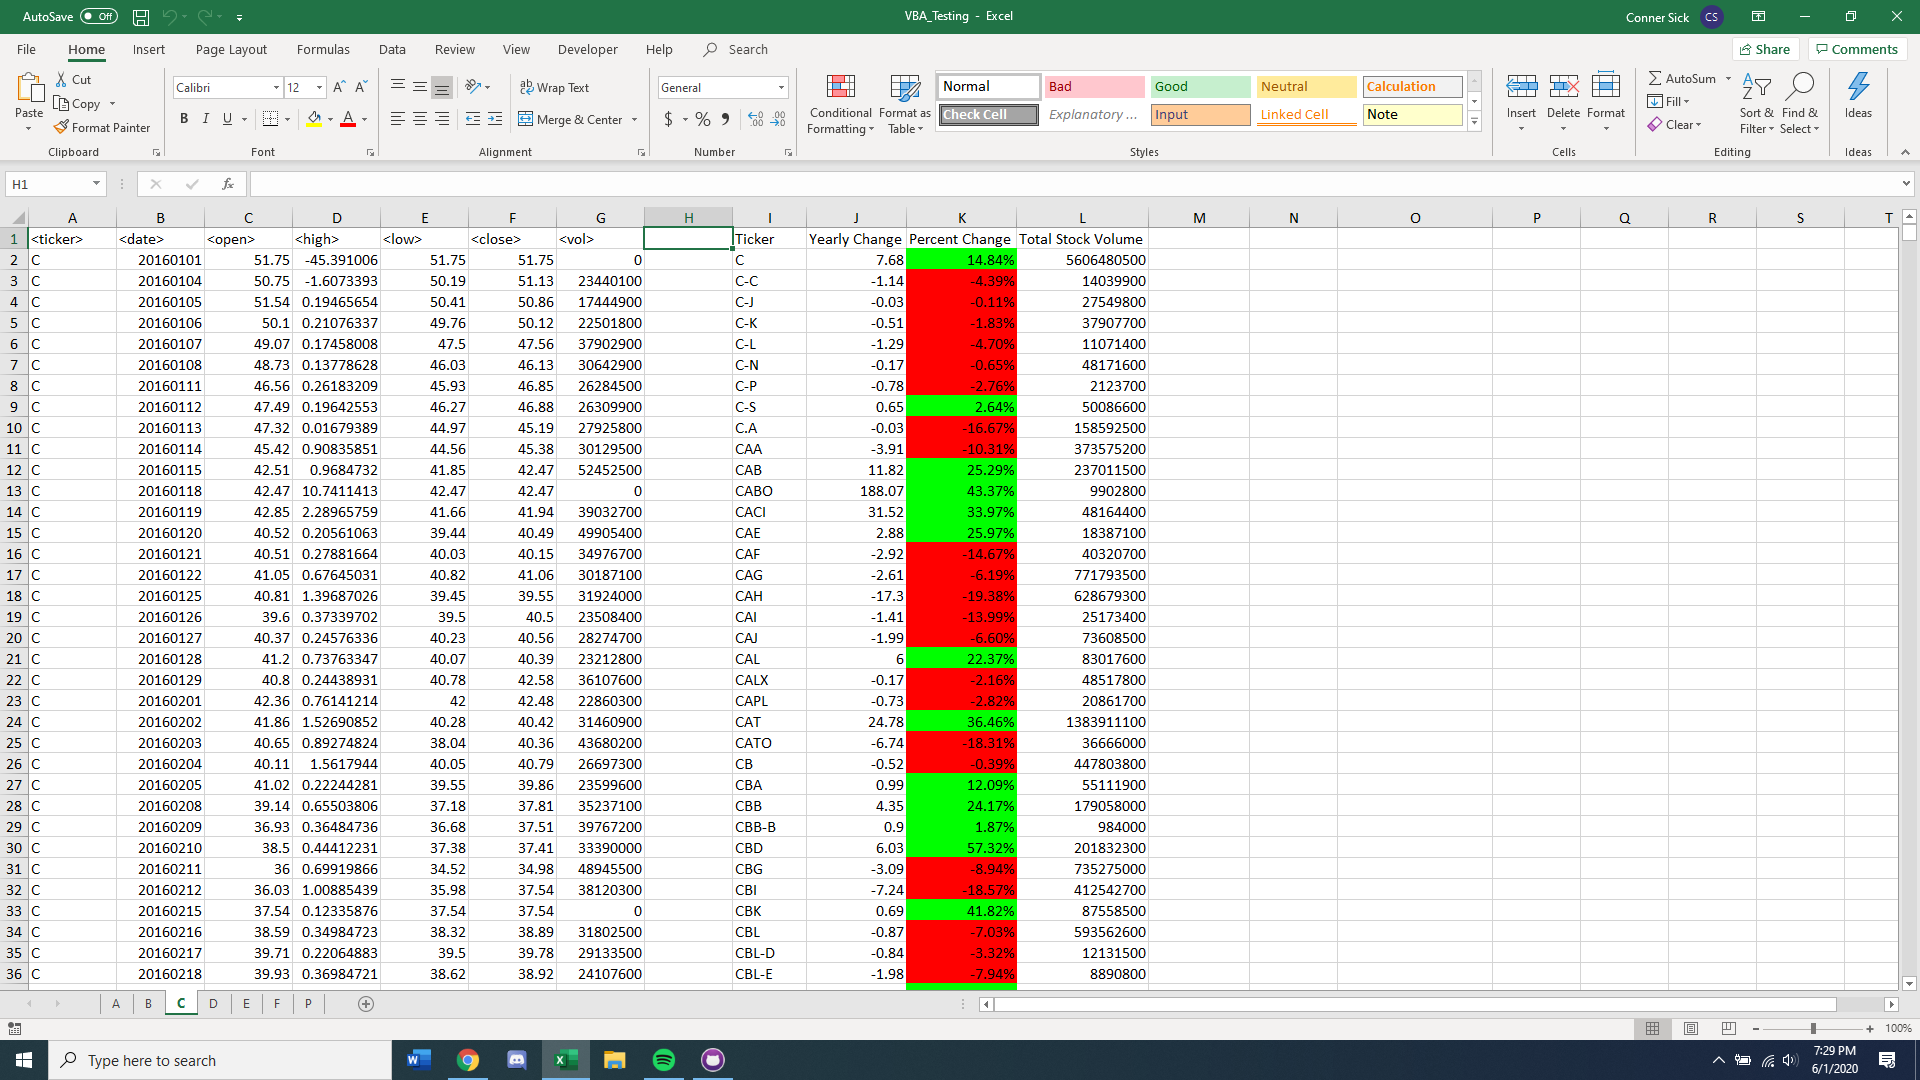 AutoSave Off VBA_Testing - Excel Conner Sick CS
File Home Insert Page Layout Formulas Data Review View Developer Help Search Share Comments
Paste Cut Copy Format Painter Clipboard
Calibri 12 A A B I U A Font
Wrap Text Merge & Center Alignment
General $ % 9 Number
Conditional Formatting Format as Table
Normal Bad Good Neutral Calculation
Check Cell Explanatory ... Input Linked Cell Note
Styles
Insert Delete Format Cells
AutoSum Fill Clear Sort & Filter Find & Select Editing
Ideas Ideas
H1 fx
A B C D E F G H I J K L M N O P Q R S T
1 <ticker> <date> <open> <high> <low> <close> <vol> Ticker Yearly Change Percent Change Total Stock Volume
2 C 20160101 51.75 -45.391006 51.75 51.75 0 C 7.68 14.84% 5606480500
3 C 20160104 50.75 -1.6073393 50.19 51.13 23440100 C-C -1.14 -4.39% 14039900
4 C 20160105 51.54 0.19465654 50.41 50.86 17444900 C-J -0.03 -0.11% 27549800
5 C 20160106 50.1 0.21076337 49.76 50.12 22501800 C-K -0.51 -1.83% 37907700
6 C 20160107 49.07 0.17458008 47.5 47.56 37902900 C-L -1.29 -4.70% 11071400
7 C 20160108 48.73 0.13778628 46.03 46.13 30642900 C-N -0.17 -0.65% 48171600
8 C 20160111 46.56 0.26183209 45.93 46.85 26284500 C-P -0.78 -2.76% 2123700
9 C 20160112 47.49 0.19642553 46.27 46.88 26309900 C-S 0.65 2.64% 50086600
10 C 20160113 47.32 0.01679389 44.97 45.19 27925800 C.A -0.03 -16.67% 158592500
11 C 20160114 45.42 0.90835851 44.56 45.38 30129500 CAA -3.91 -10.31% 373575200
12 C 20160115 42.51 0.9684732 41.85 42.47 52452500 CAB 11.82 25.29% 237011500
13 C 20160118 42.47 10.7411413 42.47 42.47 0 CABO 188.07 43.37% 9902800
14 C 20160119 42.85 2.28965759 41.66 41.94 39032700 CACI 31.52 33.97% 48164400
15 C 20160120 40.52 0.20561063 39.44 40.49 49905400 CAE 2.88 25.97% 18387100
16 C 20160121 40.51 0.27881664 40.03 40.15 34976700 CAF -2.92 -14.67% 40320700
17 C 20160122 41.05 0.67645031 40.82 41.06 30187100 CAG -2.61 -6.19% 771793500
18 C 20160125 40.81 1.39687026 39.45 39.55 31924000 CAH -17.3 -19.38% 628679300
19 C 20160126 39.6 0.37339702 39.5 40.5 23508400 CAI -1.41 -13.99% 25173400
20 C 20160127 40.37 0.24576336 40.23 40.56 28274700 CAJ -1.99 -6.60% 73608500
21 C 20160128 41.2 0.73763347 40.07 40.39 23212800 CAL 6 22.37% 83017600
22 C 20160129 40.8 0.24438931 40.78 42.58 36107600 CALX -0.17 -2.16% 48517800
23 C 20160201 42.36 0.76141214 42 42.48 22860300 CAPL -0.73 -2.82% 20861700
24 C 20160202 41.86 1.52690852 40.28 40.42 31460900 CAT 24.78 36.46% 1383911100
25 C 20160203 40.65 0.89274824 38.04 40.36 43680200 CATO -6.74 -18.31% 36666000
26 C 20160204 40.11 1.5617944 40.05 40.79 26697300 CB -0.52 -0.39% 447803800
27 C 20160205 41.02 0.22244281 39.55 39.86 23599600 CBA 0.99 12.09% 55111900
28 C 20160208 39.14 0.65503806 37.18 37.81 35237100 CBB 4.35 24.17% 179058000
29 C 20160209 36.93 0.36484736 36.68 37.51 39767200 CBB-B 0.9 1.87% 984000
30 C 20160210 38.5 0.44412231 37.38 37.41 33390000 CBD 6.03 57.32% 201832300
31 C 20160211 36 0.69919866 34.52 34.98 48945500 CBG -3.09 -8.94% 735275000
32 C 20160212 36.03 1.00885439 35.98 37.54 38120300 CBI -7.24 -18.57% 412542700
33 C 20160215 37.54 0.12335876 37.54 37.54 0 CBK 0.69 41.82% 87558500
34 C 20160216 38.59 0.34984723 38.32 38.89 31802500 CBL -0.87 -7.03% 593562600
35 C 20160217 39.71 0.22064883 39.5 39.78 29133500 CBL-D -0.84 -3.32% 12131500
36 C 20160218 39.93 0.36984721 38.62 38.92 24107600 CBL-E -1.98 -7.94% 8890800
A B C D E F P
100%
Type here to search
7:29 PM
6/1/2020